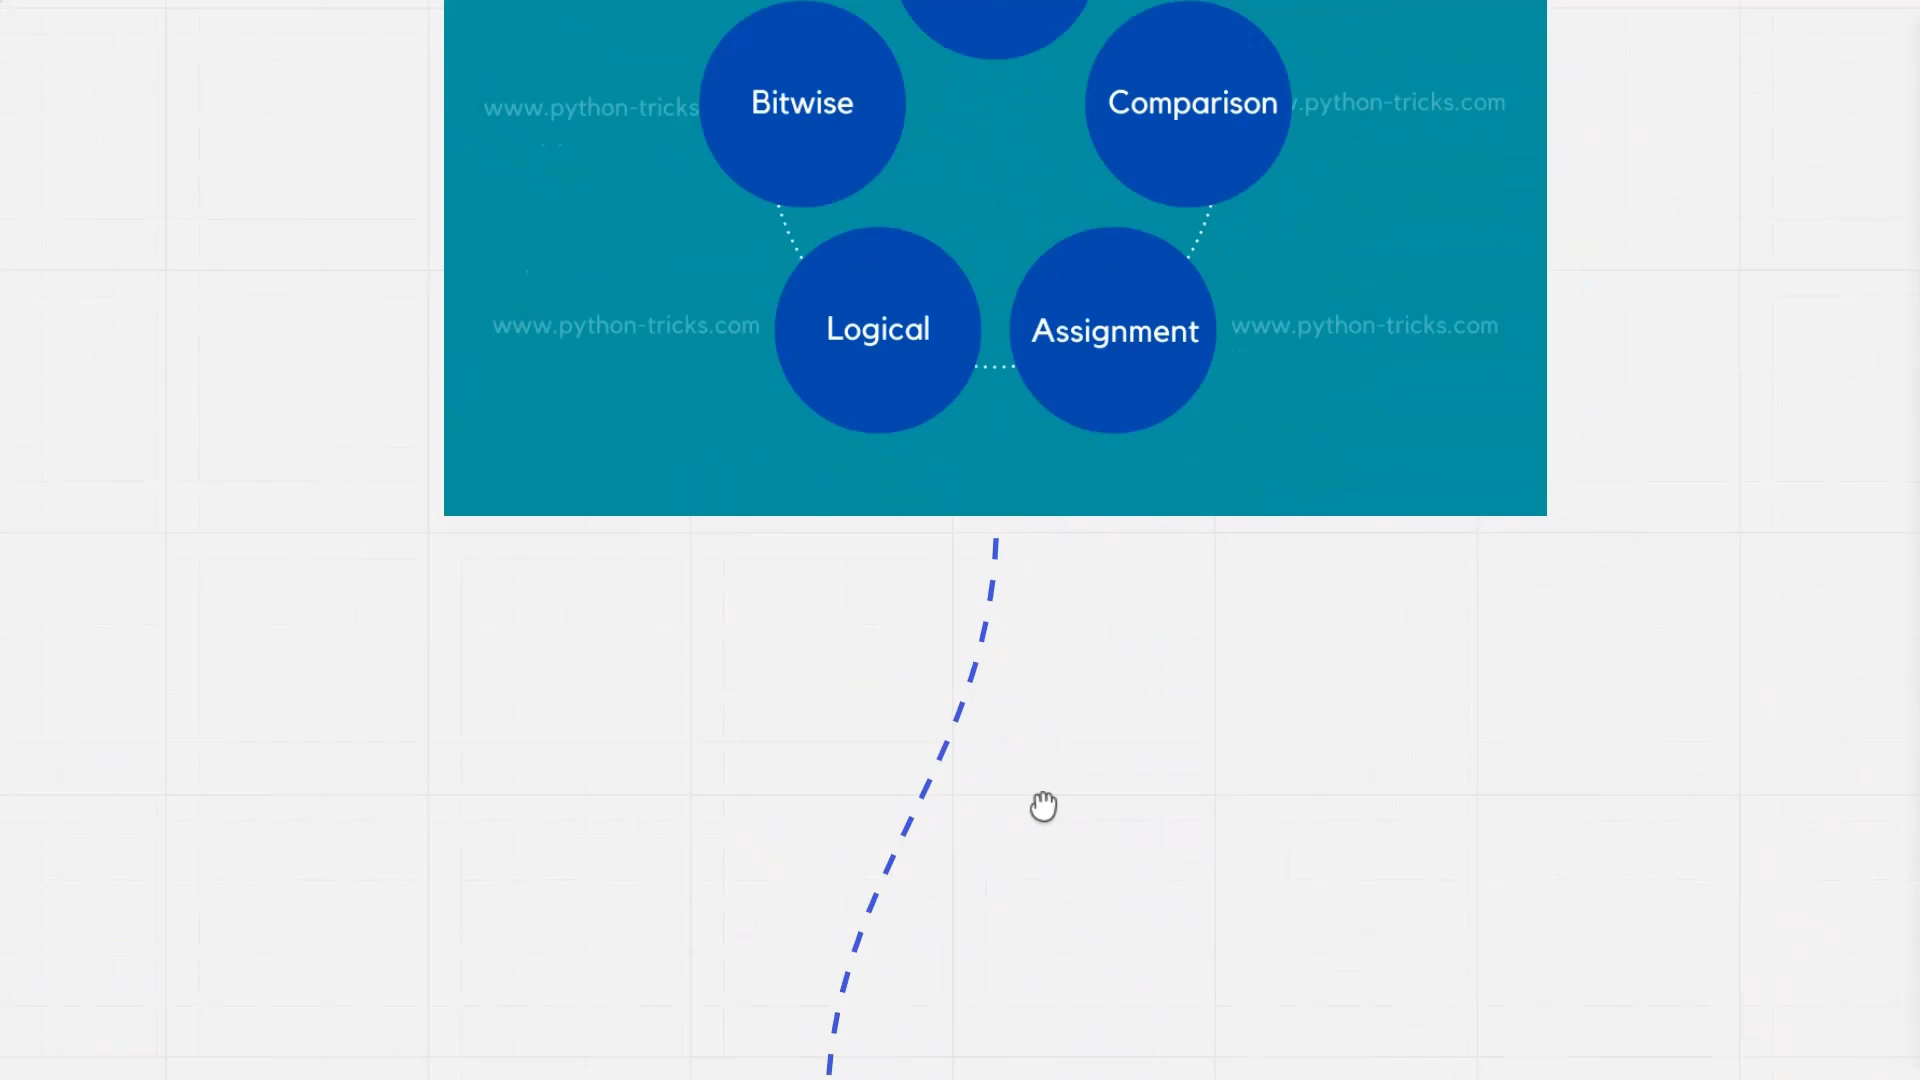 www.python-tricks
Bitwise
Comparison
.python-tricks.com
www.python-tricks.com
Logical
Assignment
www.python-tricks.com